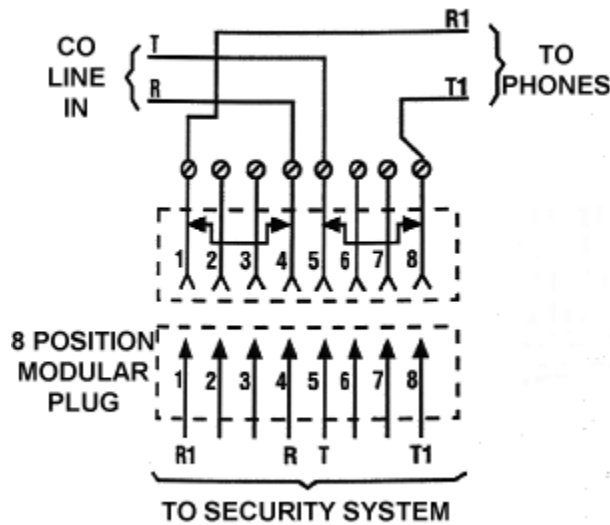 R1
CO
LINE
IN
T
R
TO
PHONES
T1
1 2 3 4 5 6 7 8
8 POSITION
MODULAR
PLUG
1 2 3 4 5 6 7 8
R1 R T T1
TO SECURITY SYSTEM